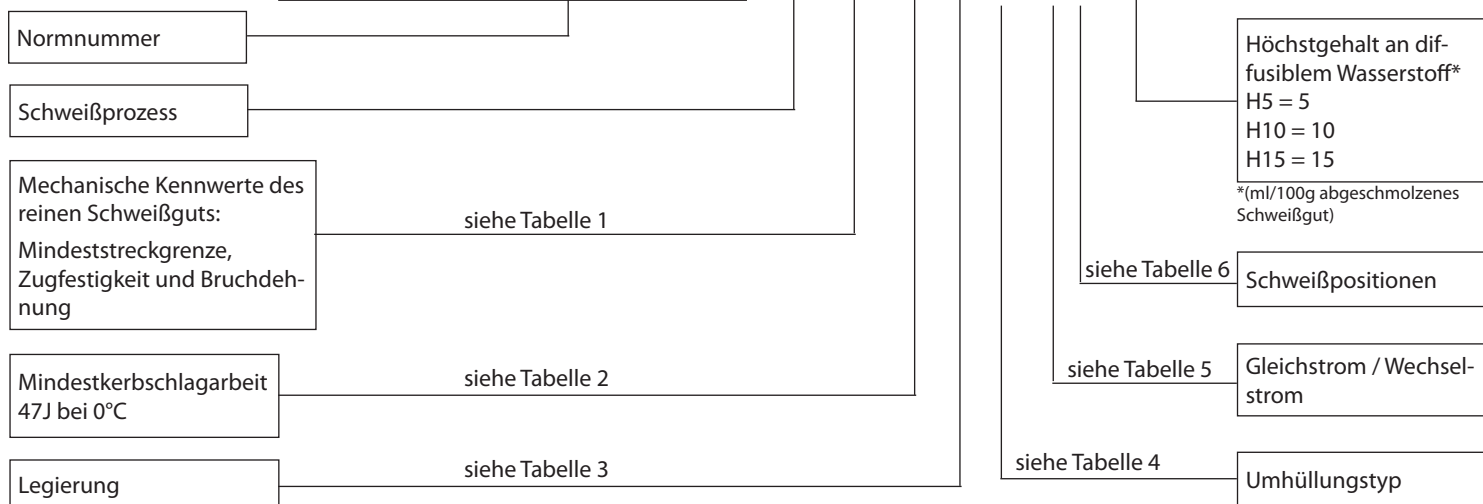 Normnummer
Schweißprozess
Mechanische Kennwerte des
reinen Schweißguts:
Mindeststreckgrenze,
Zugfestigkeit und Bruchdeh-
nung
siehe Tabelle 1
Mindestkerbschlagarbeit
47J bei 0°C
siehe Tabelle 2
Legierung
siehe Tabelle 3
Höchstgehalt an dif-
fusiblem Wasserstoff*
H5 = 5
H10 = 10
H15 = 15
*(ml/100g abgeschmolzenes
Schweißgut)
siehe Tabelle 6
Schweißpositionen
siehe Tabelle 5
Gleichstrom / Wechsel-
strom
siehe Tabelle 4
Umhüllungstyp